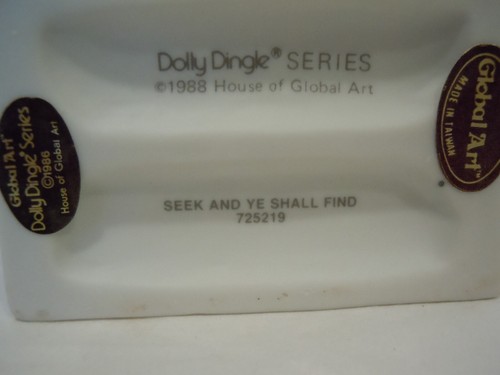 Dolly Dingle® SERIES
©1988 House of Global Art
Global Art
MADE IN TAIWAN
Global Art
Dolly Dingle Series
©1988
House of Global Art
SEEK AND YE SHALL FIND
725219